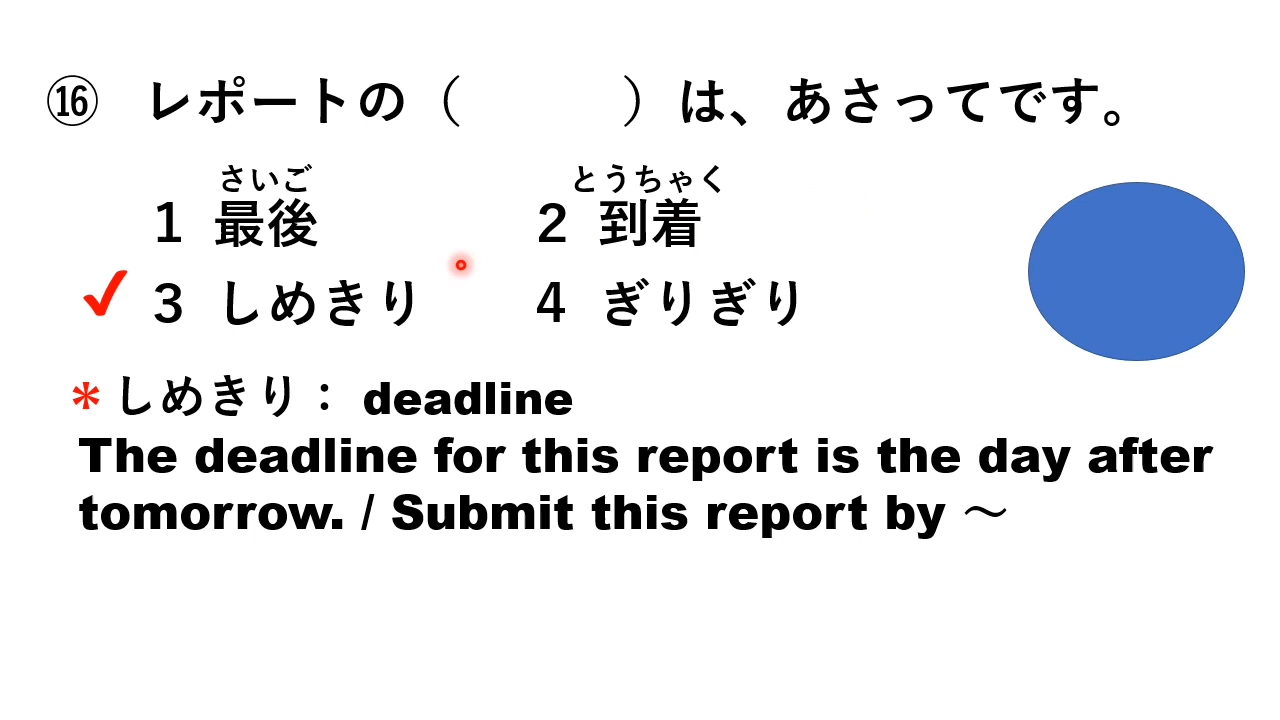 ⑯ レポートの（　　　）は、あさってです。
さいご とうちゃく
1 最後 2 到着
✓ 3 しめきり 4 ぎりぎり
* しめきり： deadline
The deadline for this report is the day after
tomorrow. / Submit this report by ～